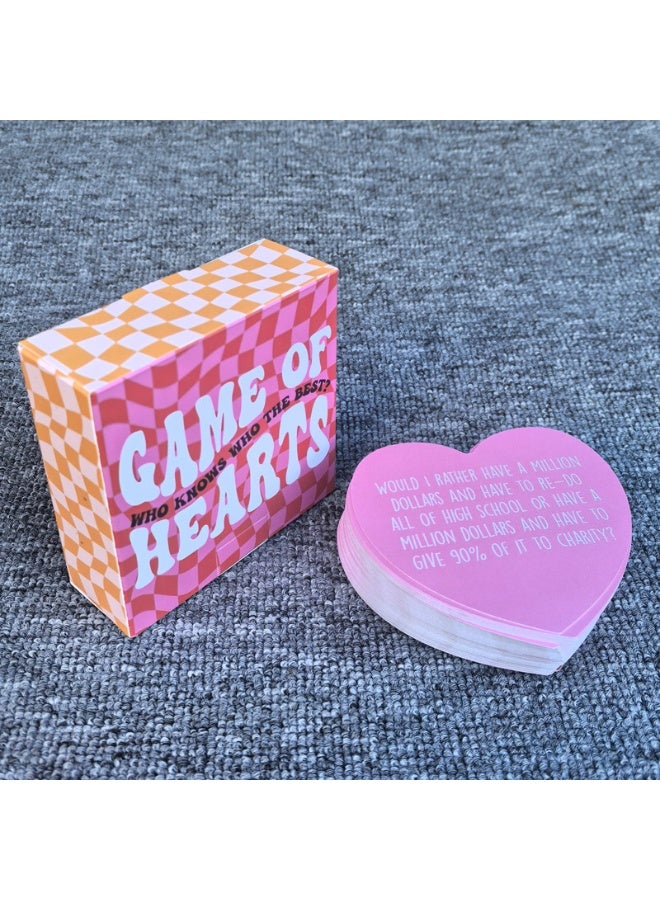 GAME OF
WHO KNOWS WHO THE BEST?
HEARTS
WOULD I RATHER HAVE A MILLION
DOLLARS AND HAVE TO RE-DO
ALL OF HIGH SCHOOL OR HAVE A
MILLION DOLLARS AND HAVE TO
GIVE 90% OF IT TO CHARITY?